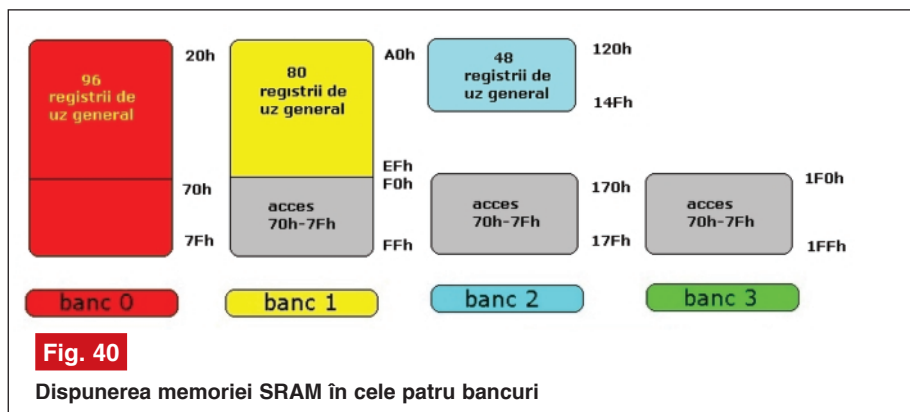 96
registrii de
uz general
20h
70h
7Fh
80
registrii de
uz general
A0h
EFh
F0h
acces
70h-7Fh
FFh
48
registrii de
uz general
120h
14Fh
acces
70h-7Fh
170h
17Fh
acces
70h-7Fh
1F0h
1FFh
banc 0
banc 1
banc 2
banc 3
Fig. 40
Dispunerea memoriei SRAM în cele patru bancuri